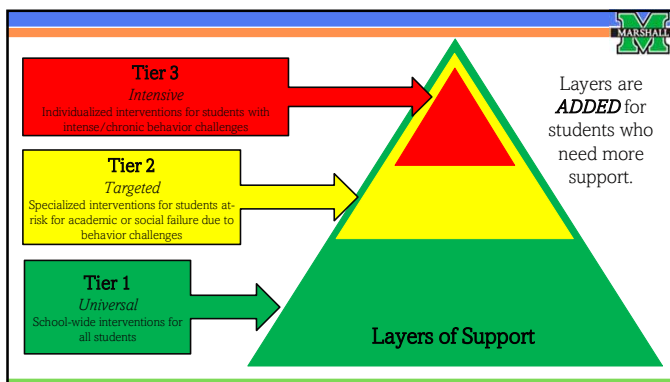 MARSHALL
Tier 3
Intensive
Individualized interventions for students with
intense/chronic behavior challenges
Layers are
ADDED for
students who
need more
support.
Tier 2
Targeted
Specialized interventions for students at-
risk for academic or social failure due to
behavior challenges
Tier 1
Universal
School-wide interventions for
all students
Layers of Support